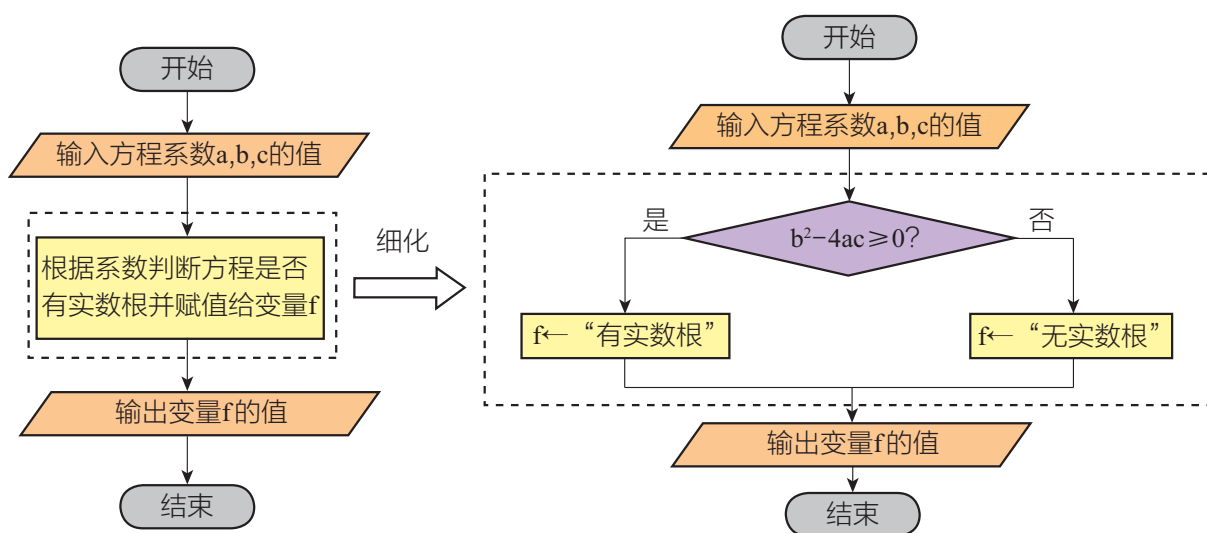 开始
输入方程系数a,b,c的值
根据系数判断方程是否
有实数根并赋值给变量f
输出变量f的值
结束
细化
开始
输入方程系数a,b,c的值
b²-4ac≥0?
是
否
f←“有实数根”
f←“无实数根”
输出变量f的值
结束